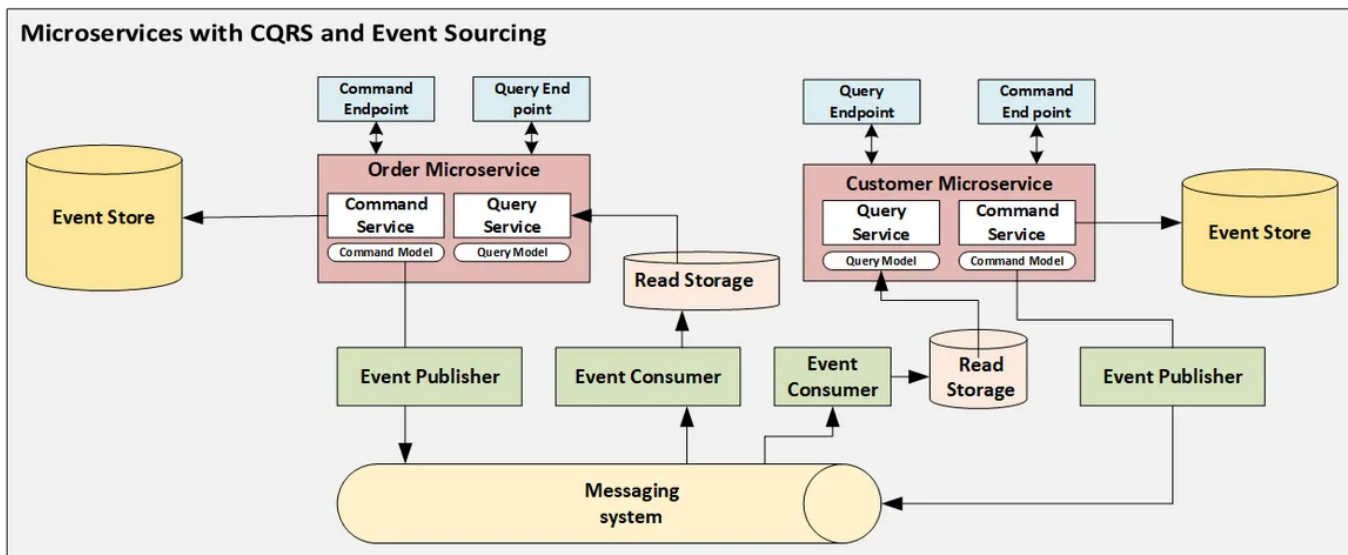 Microservices with CQRS and Event Sourcing
Command
Endpoint
Query End
point
Query
Endpoint
Command
End point
Event Store
Order Microservice
Command
Service
Query
Service
Command Model
Query Model
Read Storage
Customer Microservice
Query
Service
Command
Service
Query Model
Command Model
Event Store
Event Publisher
Event Consumer
Event
Consumer
Read
Storage
Event Publisher
Messaging
system